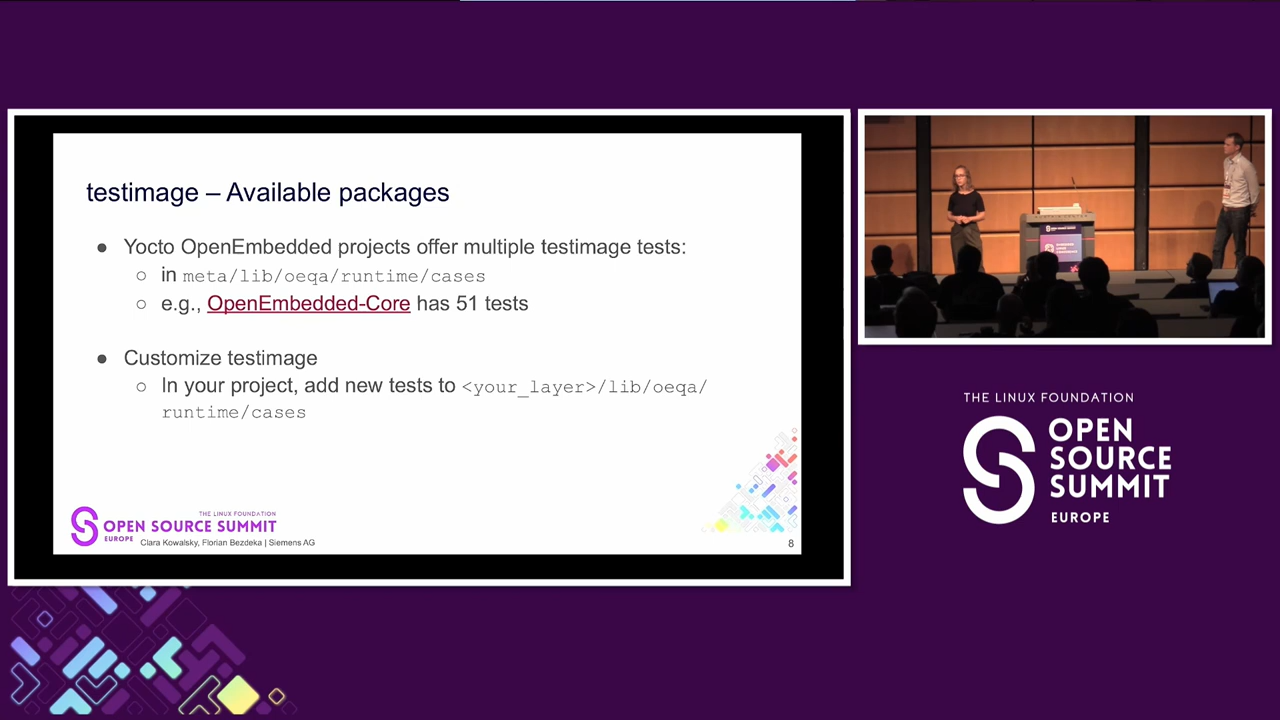 testimage – Available packages
● Yocto OpenEmbedded projects offer multiple testimage tests:
○ in meta/lib/oeqa/runtime/cases
○ e.g., OpenEmbedded-Core has 51 tests
● Customize testimage
○ In your project, add new tests to <your_layer>/lib/oeqa/
runtime/cases
THE LINUX FOUNDATION
OPEN SOURCE SUMMIT
EUROPE
Clara Kowalsky, Florian Bezdeka | Siemens AG
8
THE LINUX FOUNDATION
OPEN
SOURCE
SUMMIT
EUROPE